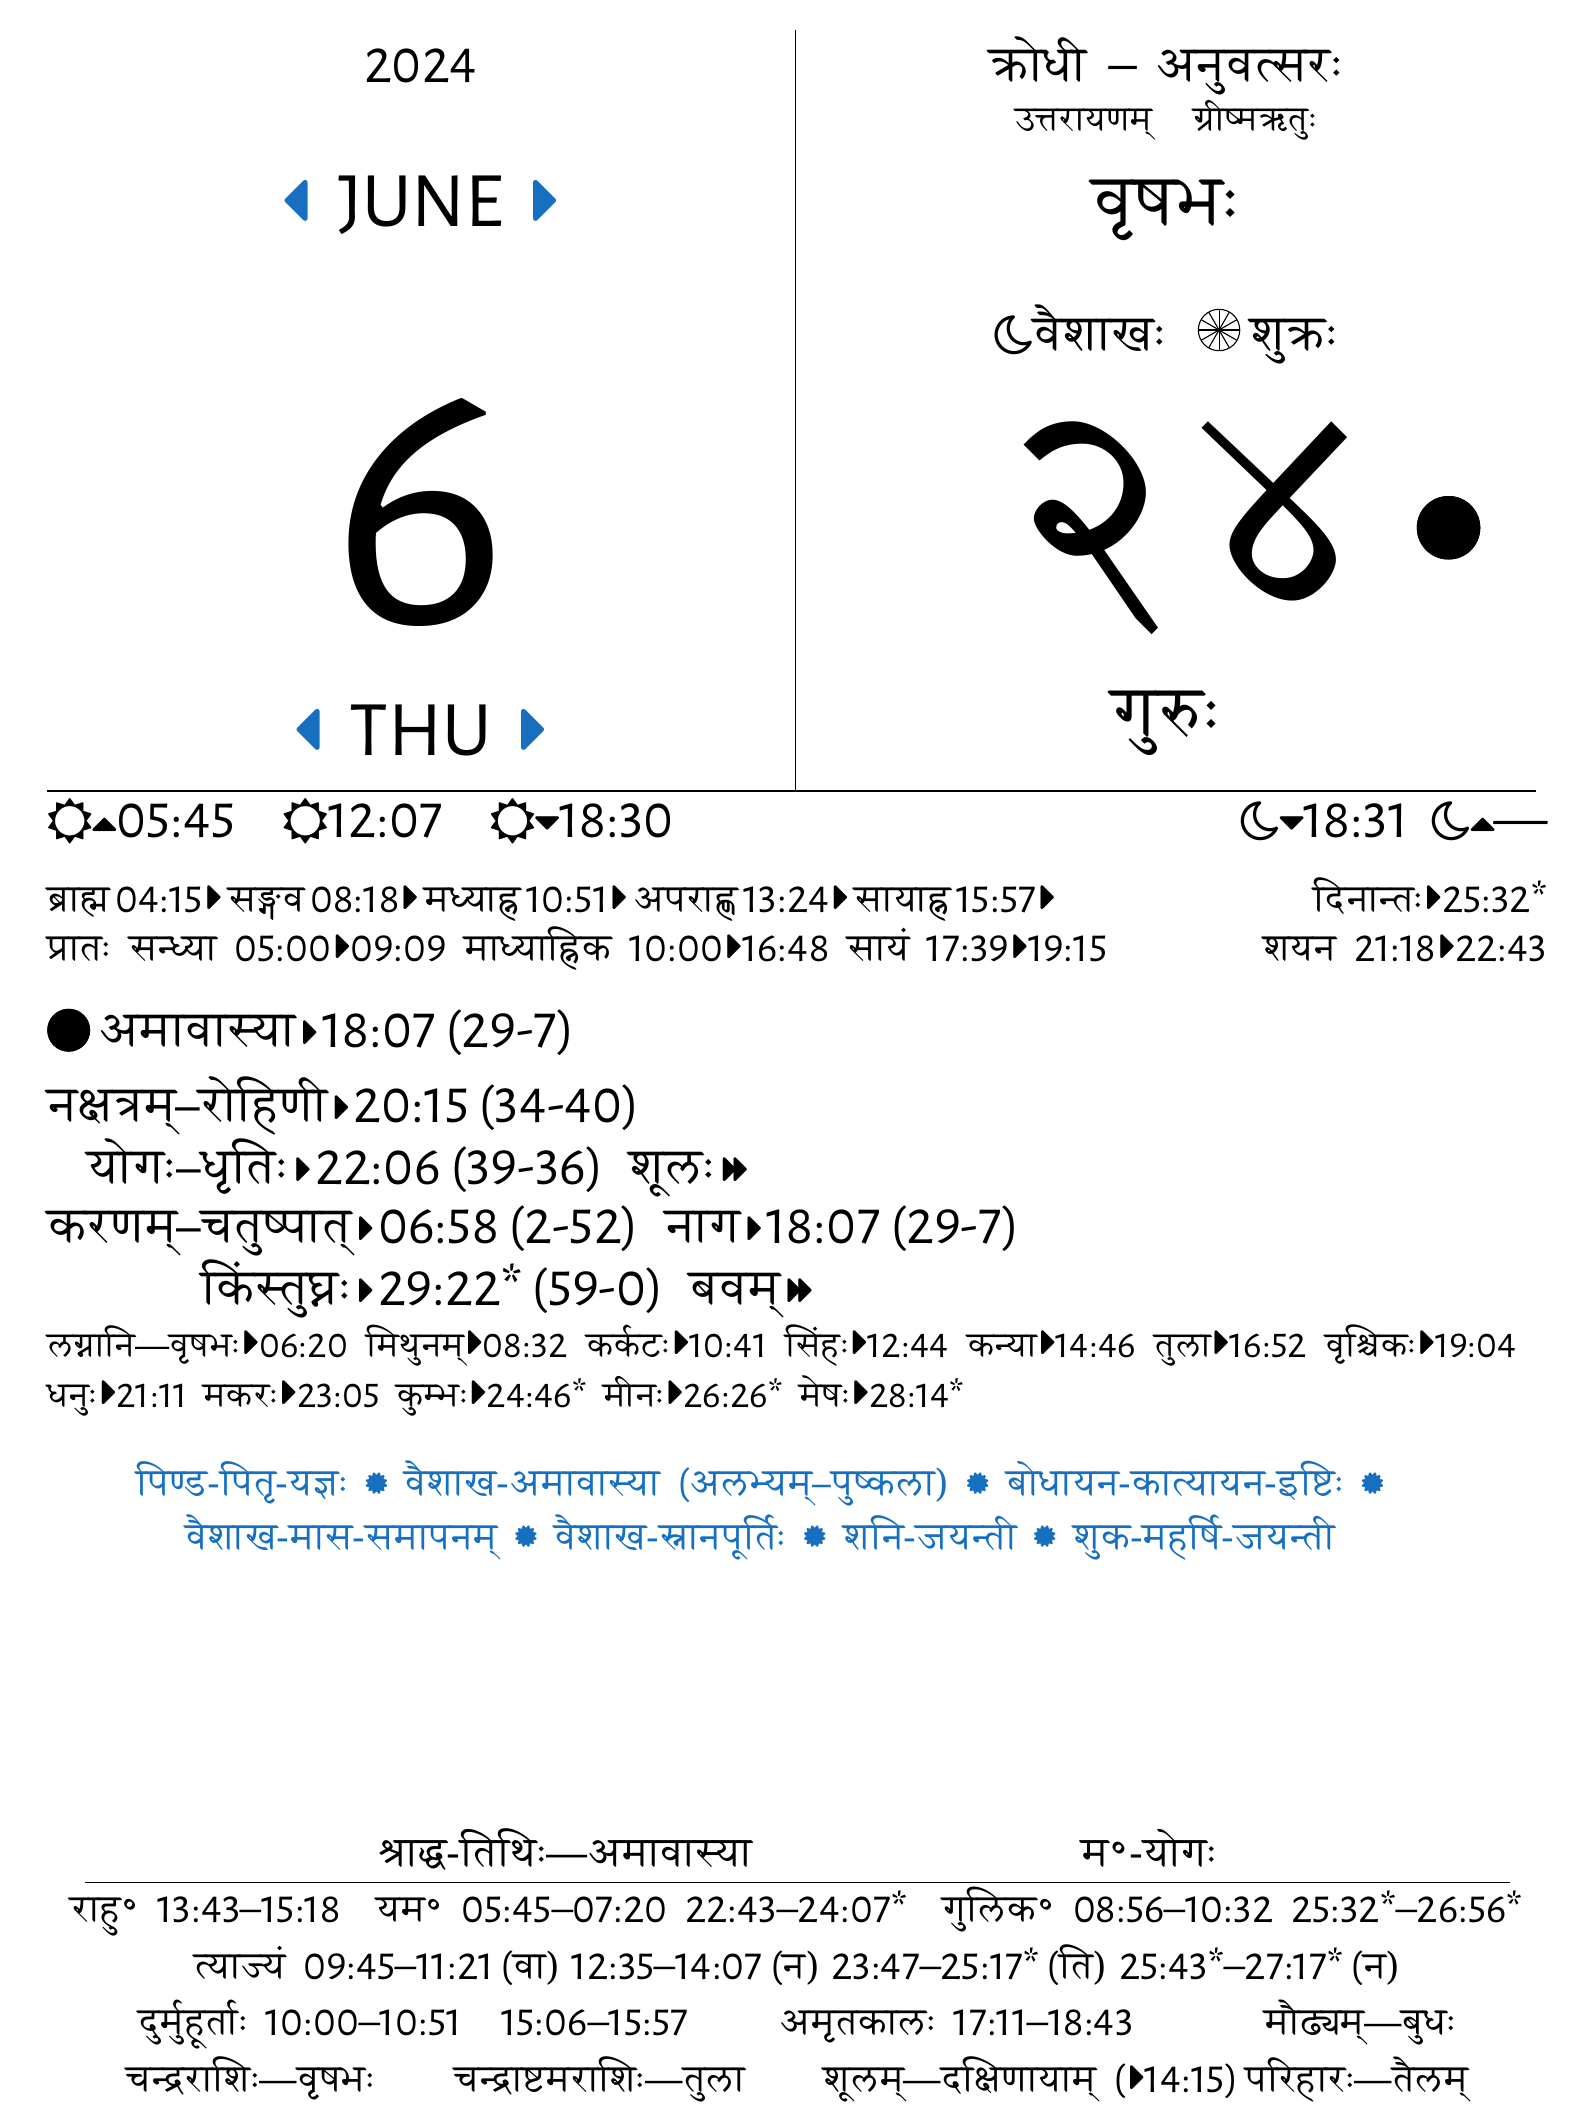 2024
JUNE
6
THU
क्रोधी – अनुवत्सरः
उत्तरायणम् ग्रीष्मऋतुः
वृषभः
वैशाखः शुक्रः
२४
गुरुः
05:45 12:07 18:30 18:31 —
ब्राह्म 04:15 सङ्गव 08:18 मध्याह्न 10:51 अपराह्ण 13:24 सायाह्न 15:57 दिनान्तः 25:32*
प्रातः सन्ध्या 05:00 09:09 माध्याह्निक 10:00 16:48 सायं 17:39 19:15 शयन 21:18 22:43
अमावास्या 18:07 (29-7)
नक्षत्रम्–रोहिणी 20:15 (34-40)
योगः–धृतिः 22:06 (39-36) शूलः
करणम्–चतुष्पात् 06:58 (2-52) नाग 18:07 (29-7)
किंस्तुघ्नः 29:22* (59-0) बवम्
लग्नानि—वृषभः 06:20 मिथुनम् 08:32 कर्कटः 10:41 सिंहः 12:44 कन्या 14:46 तुला 16:52 वृश्चिकः 19:04
धनुः 21:11 मकरः 23:05 कुम्भः 24:46* मीनः 26:26* मेषः 28:14*
पिण्ड-पितृ-यज्ञः वैशाख-अमावास्या (अलभ्यम्–पुष्कला) बोधायन-कात्यायन-इष्टिः
वैशाख-मास-समापनम् वैशाख-स्नानपूर्तिः शनि-जयन्ती शुक-महर्षि-जयन्ती
श्राद्ध-तिथिः—अमावास्या म॰-योगः
राहु॰ 13:43–15:18 यम॰ 05:45–07:20 22:43–24:07* गुलिक॰ 08:56–10:32 25:32*–26:56*
त्याज्यं 09:45–11:21 (वा) 12:35–14:07 (न) 23:47–25:17* (ति) 25:43*–27:17* (न)
दुर्मुहूर्ताः 10:00–10:51 15:06–15:57 अमृतकालः 17:11–18:43 मौढ्यम्—बुधः
चन्द्रराशिः—वृषभः चन्द्राष्टमराशिः—तुला शूलम्—दक्षिणायाम् (14:15) परिहारः—तैलम्